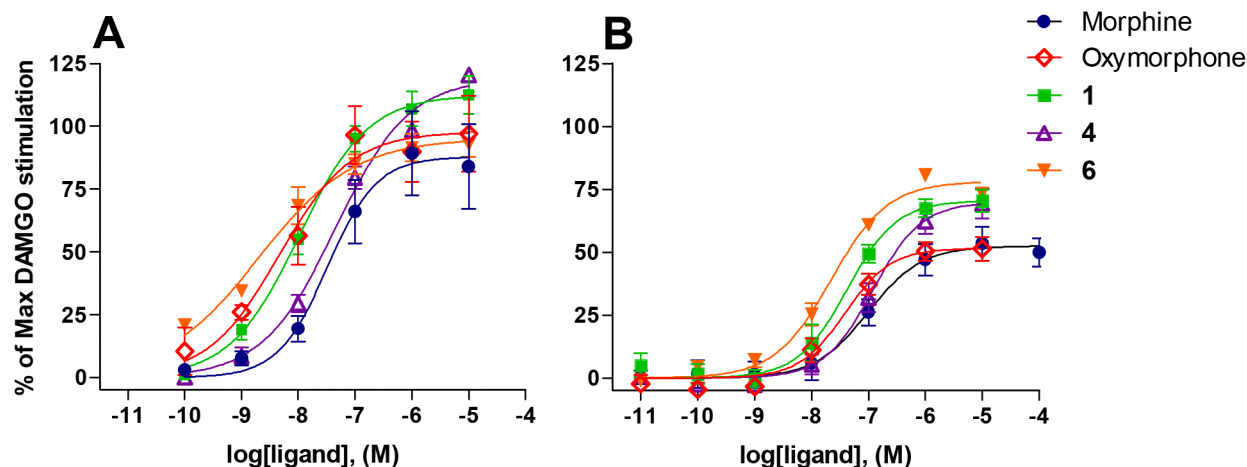 A
B
Morphine
Oxymorphone
1
4
6
% of Max DAMGO stimulation
125
100
75
50
25
0
-11 -10 -9 -8 -7 -6 -5 -4
log[ligand], (M)
125
100
75
50
25
0
-11 -10 -9 -8 -7 -6 -5 -4
log[ligand], (M)